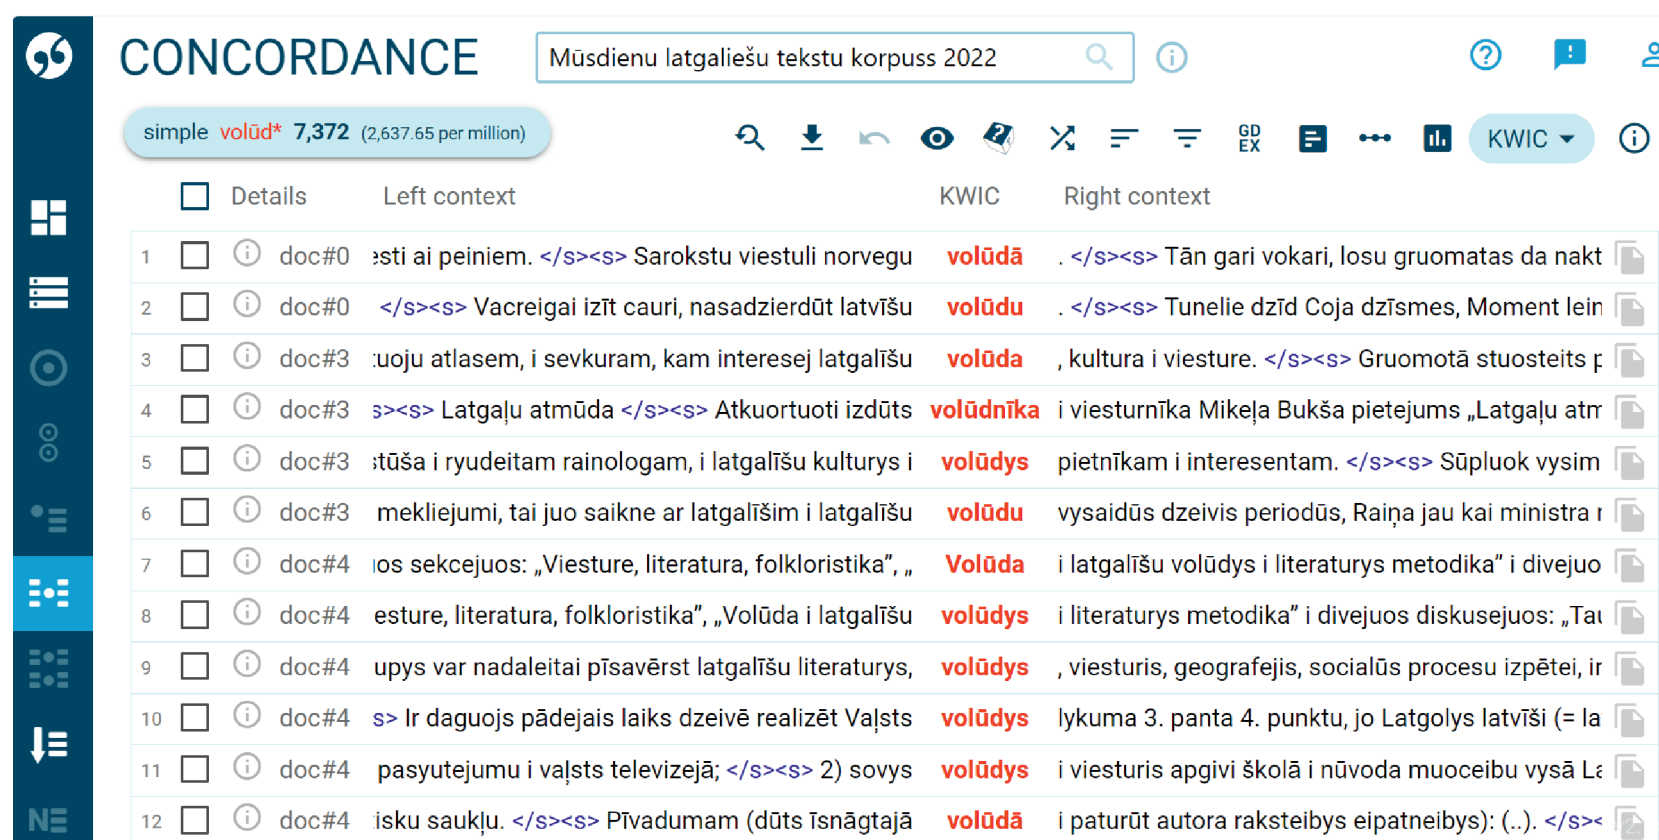 CONCORDANCE Mūsdienu latgaliešu tekstu korpuss 2022
simple volūd* 7,372 (2,637.65 per million) GD EX KWIC
Details Left context KWIC Right context
1 doc#0 esti ai peiniem. </s><s> Sarokstu viestuli norvegu volūdā . </s><s> Tān gari vokari, losu gruomatas da nakt
2 doc#0 </s><s> Vacreigai izīt cauri, nasadzierdūt latvīšu volūdu . </s><s> Tunelie dzīd Coja dzīsmes, Moment lein
3 doc#3 tuoju atlasem, i sevkuram, kam interesej latgalīšu volūda , kultura i viesture. </s><s> Gruomotā stuosteits p
4 doc#3 s><s> Latgaļu atmūda </s><s> Atkuortuoti izdūts volūdnīka i viesturnīka Mikeļa Bukša pietejums „Latgaļu atm
5 doc#3 stūša i ryudeitam rainologam, i latgalīšu kulturys i volūdys pietnīkam i interesentam. </s><s> Sūpluok vysim
6 doc#3 mekliejumi, tai juo saikne ar latgalīšim i latgalīšu volūdu vysaidūs dzeivis periodūs, Raiņa jau kai ministra r
7 doc#4 uos sekcejuos: „Viesture, literatura, folkloristika”, „ Volūda i latgalīšu volūdys i literaturys metodika” i divejuo
8 doc#4 esture, literatura, folkloristika”, „Volūda i latgalīšu volūdys i literaturys metodika” i divejuos diskusejuos: „Tau
9 doc#4 upys var nadaleitai pīsavērst latgalīšu literaturys, volūdys , viesturis, geografejis, socialūs procesu izpētei, ir
10 doc#4 s> Ir daguojs pādejais laiks dzeivē realizēt Vaļsts volūdys lykuma 3. panta 4. punktu, jo Latgolys latvīši (= la
11 doc#4 pasyutejumu i vaļsts televizejā; </s><s> 2) sovys volūdys i viesturis apgivi školā i nūvoda muoceibu vysā La
12 doc#4 isku saukļu. </s><s> Pīvadumam (dūts īsnāgtajā volūdā i paturūt autora raksteibys eipatneibys): (..). </s><